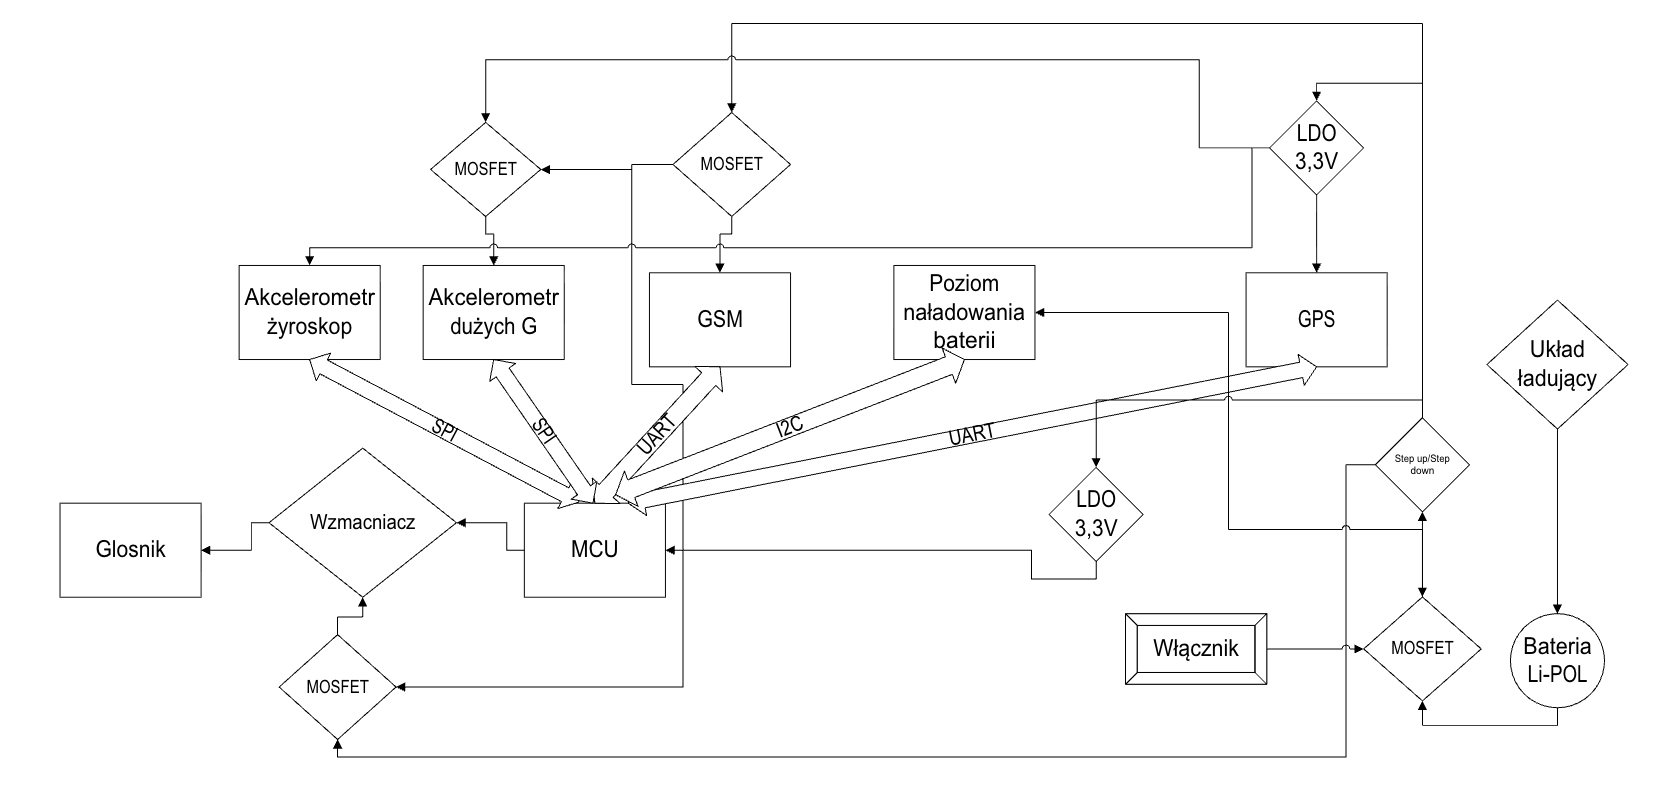 LDO
3,3V
MOSFET
MOSFET
Akcelerometr
żyroskop
Akcelerometr
dużych G
GSM
Poziom
naładowania
baterii
GPS
Układ
ładujący
SPI
SPI
UART
I2C
UART
Step up/Step
down
LDO
3,3V
Wzmacniacz
Glosnik
MCU
Włącznik
MOSFET
Bateria
Li-POL
MOSFET